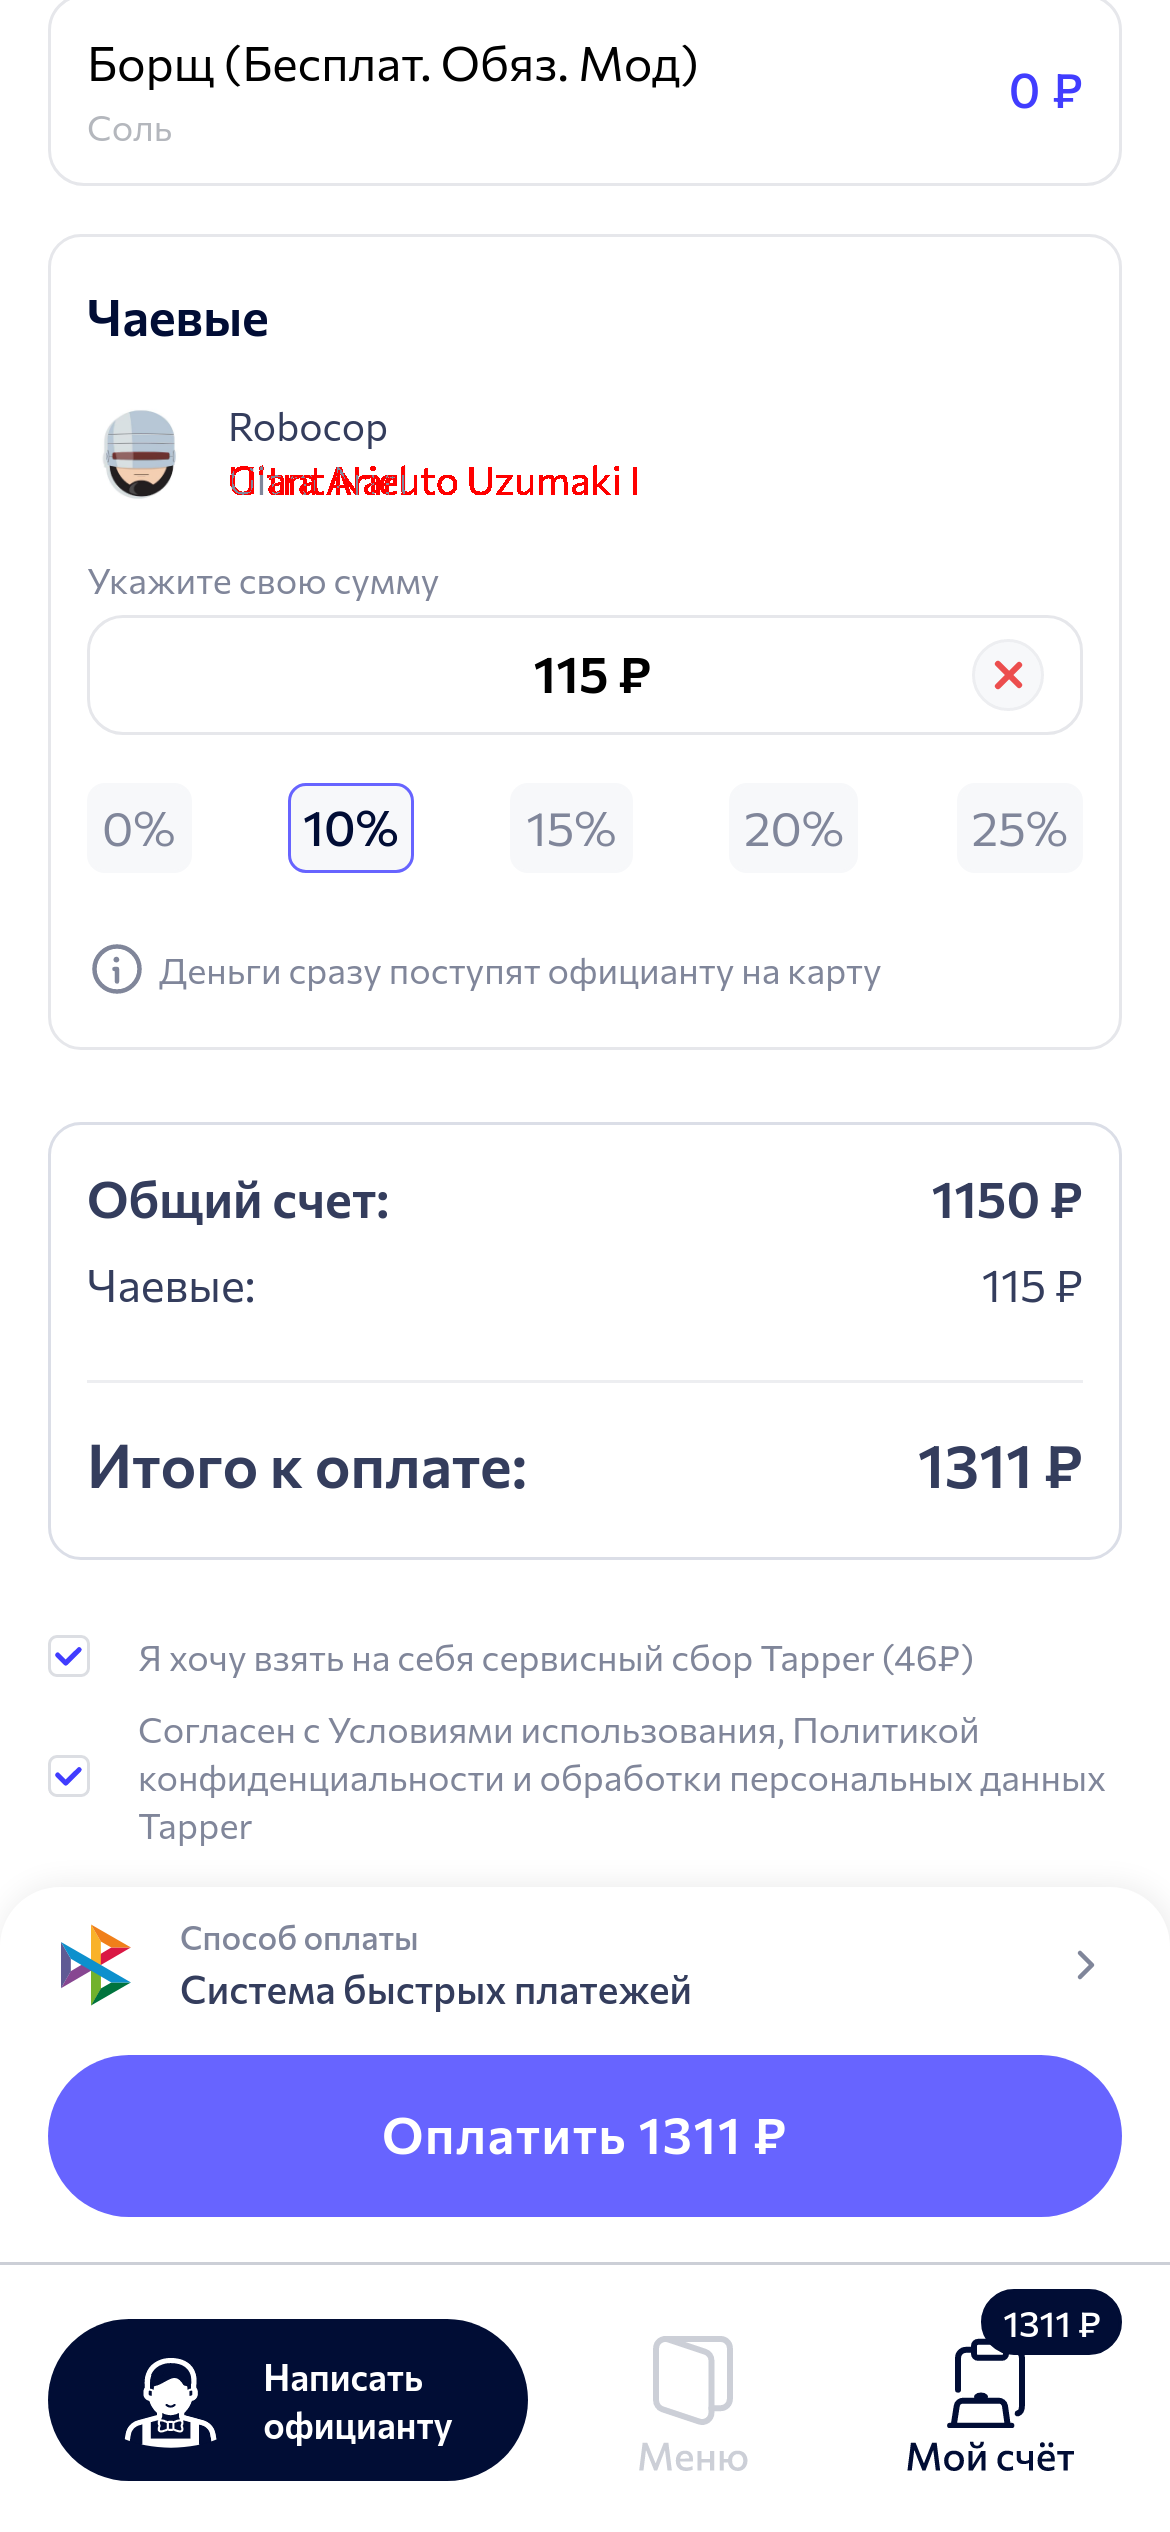 Борщ (Бесплат. Обяз. Мод)
0 ₽
Соль
Чаевые
Robocop
Uzumaki I
Укажите свою сумму
115 ₽
0%
10%
15%
20%
25%
Деньги сразу поступят официанту на карту
Общий счет:
1150 ₽
Чаевые:
115 ₽
Итого к оплате:
1311 ₽
Я хочу взять на себя сервисный сбор Tapper (46₽)
Согласен с Условиями использования, Политикой
конфиденциальности и обработки персональных данных
Tapper
Способ оплаты
Система быстрых платежей
Оплатить 1311 ₽
1311 ₽
Написать
официанту
Меню
Мой счёт